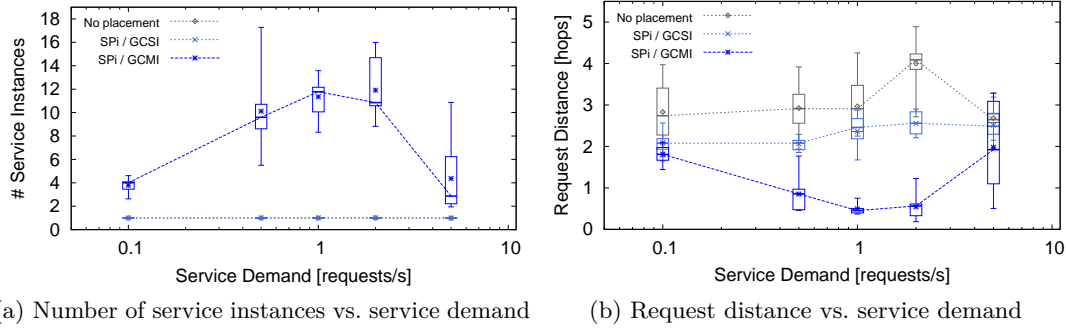 18
16
14
12
10
8
6
4
2
0
# Service Instances
No placement
SPi / GCSI
SPi / GCMI
0.1
1
10
Service Demand [requests/s]
(a) Number of service instances vs. service demand
5
4
3
2
1
0
Request Distance [hops]
No placement
SPi / GCSI
SPi / GCMI
0.1
1
10
Service Demand [requests/s]
(b) Request distance vs. service demand